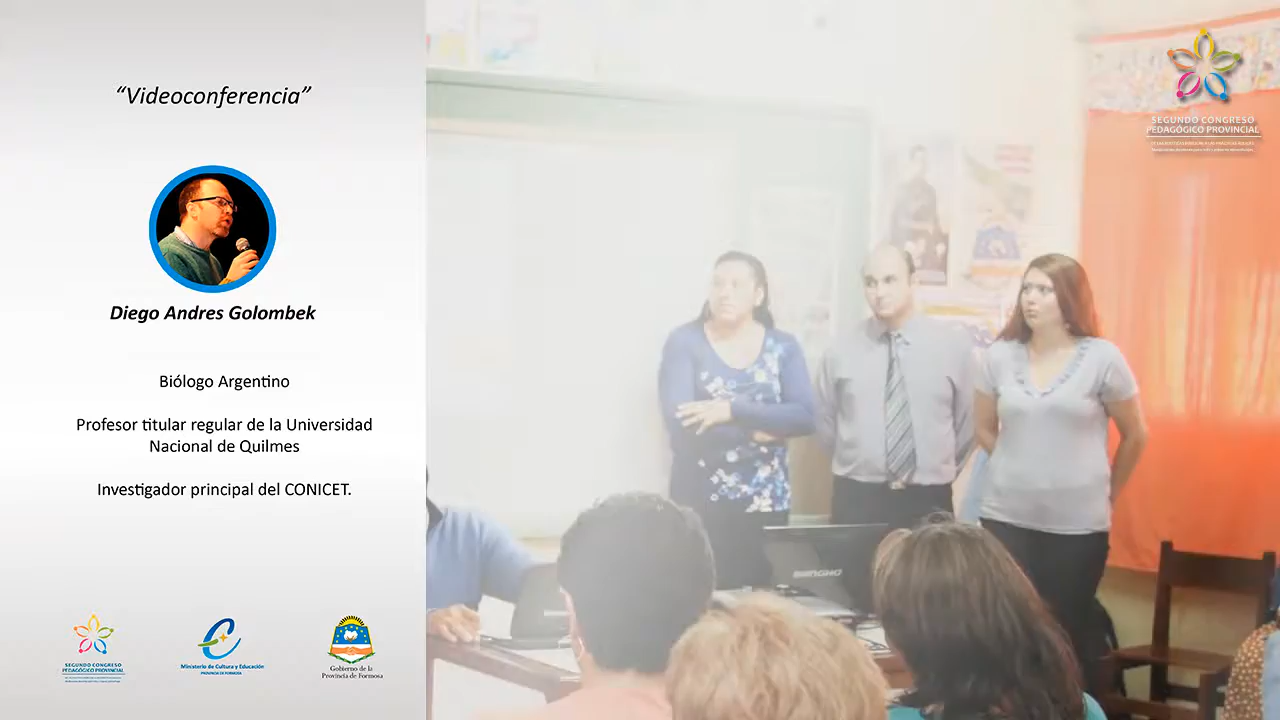 “Videoconferencia”
Diego Andres Golombek
Biólogo Argentino
Profesor titular regular de la Universidad
Nacional de Quilmes
Investigador principal del CONICET.
SEGUNDO CONGRESO
PEDAGÓGICO PROVINCIAL
Ministerio de Cultura y Educación
PROVINCIA DE FORMOSA
Gobierno de la
Provincia de Formosa
SEGUNDO CONGRESO
PEDAGÓGICO PROVINCIAL
BANGHO